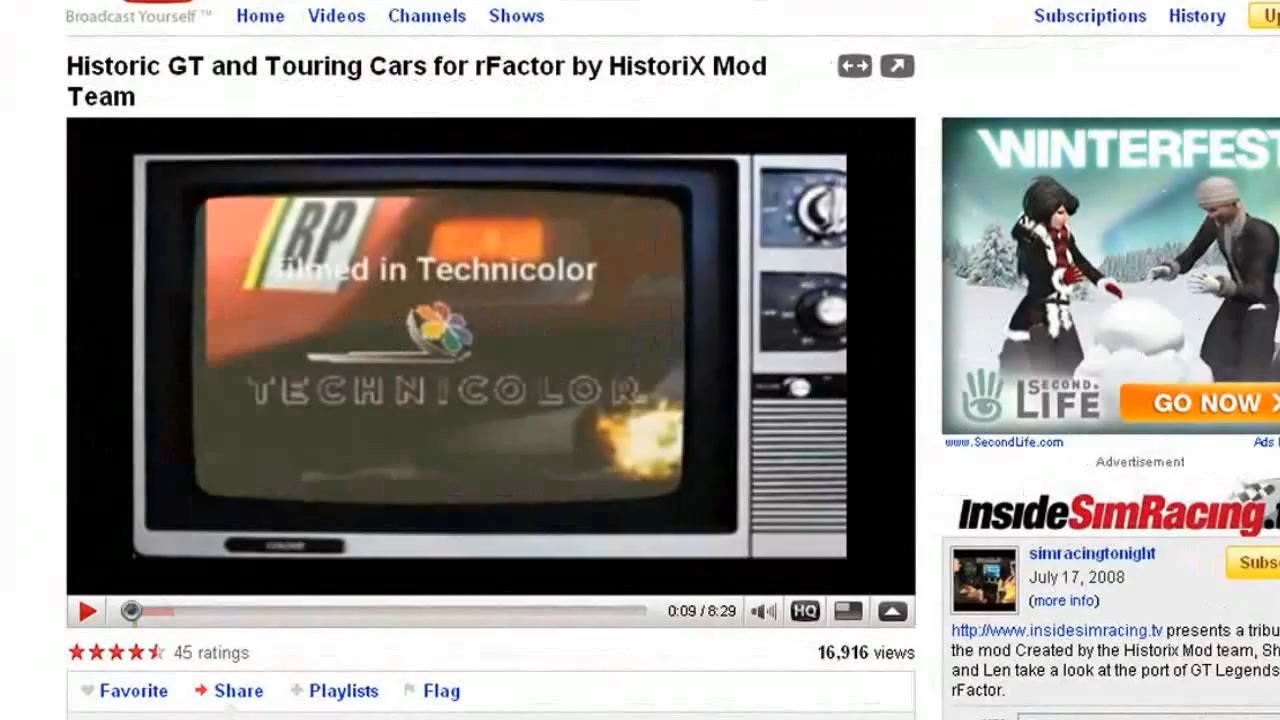 Broadcast Yourself ™
Home Videos Channels Shows
Subscriptions History
Historic GT and Touring Cars for rFactor by HistoriX Mod
Team
RP
filmed in Technicolor
TECHNICOLOR
WINTERFEST
SECOND
LIFE
GO NOW >
www.SecondLife.com
Ads
Advertisement
InsideSimRacing.
simracingtonight
July 17, 2008
(more info)
Subs
http://www.insidesimracing.tv presents a tribu
the mod Created by the Historix Mod team, Sh
and Len take a look at the port of GT Legends
rFactor.
0:09 / 8:29
HQ
45 ratings
16,916 views
Favorite Share Playlists Flag